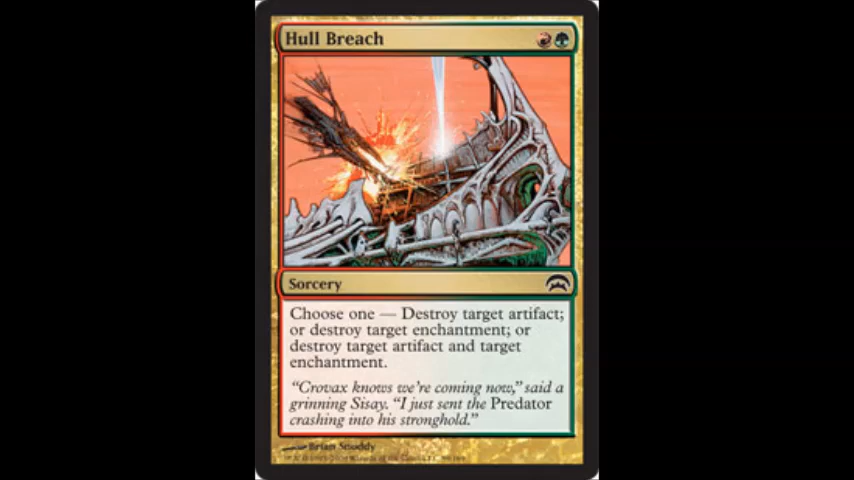 Hull Breach
Sorcery
Choose one — Destroy target artifact;
or destroy target enchantment; or
destroy target artifact and target
enchantment.
"Crovax knows we're coming now," said a
grinning Sisay. "I just sent the Predator
crashing into his stronghold."
Brian Snoddy